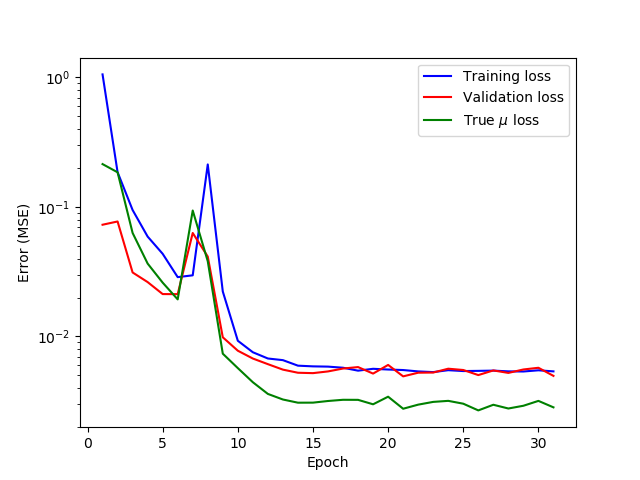 Training loss
Validation loss
True μ loss
10⁰
10⁻¹
10⁻²
Error (MSE)
0 5 10 15 20 25 30
Epoch